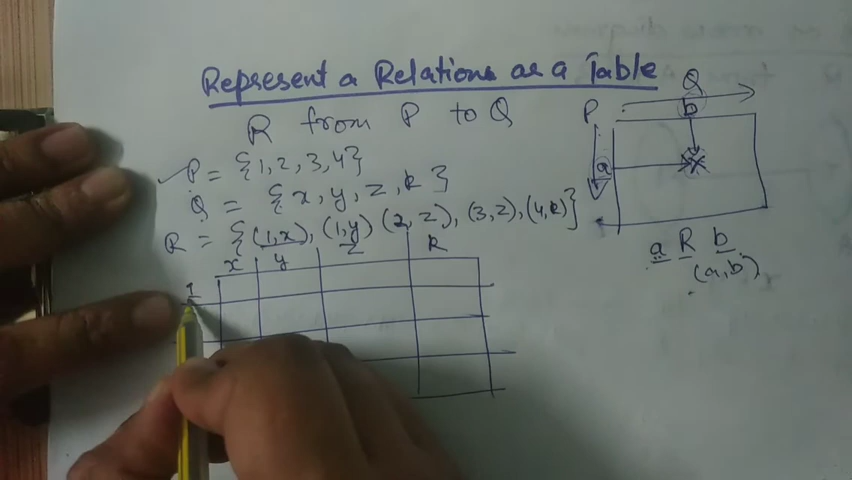 Represent a Relations as a Table
R from P to Q
P = {1, 2, 3, 4}
Q = {x, y, z, k}
R = {(1,x), (1,y) (2,z), (3,z), (4,k)}
x y z k
1
Q
P b
a
a R b
(a,b)